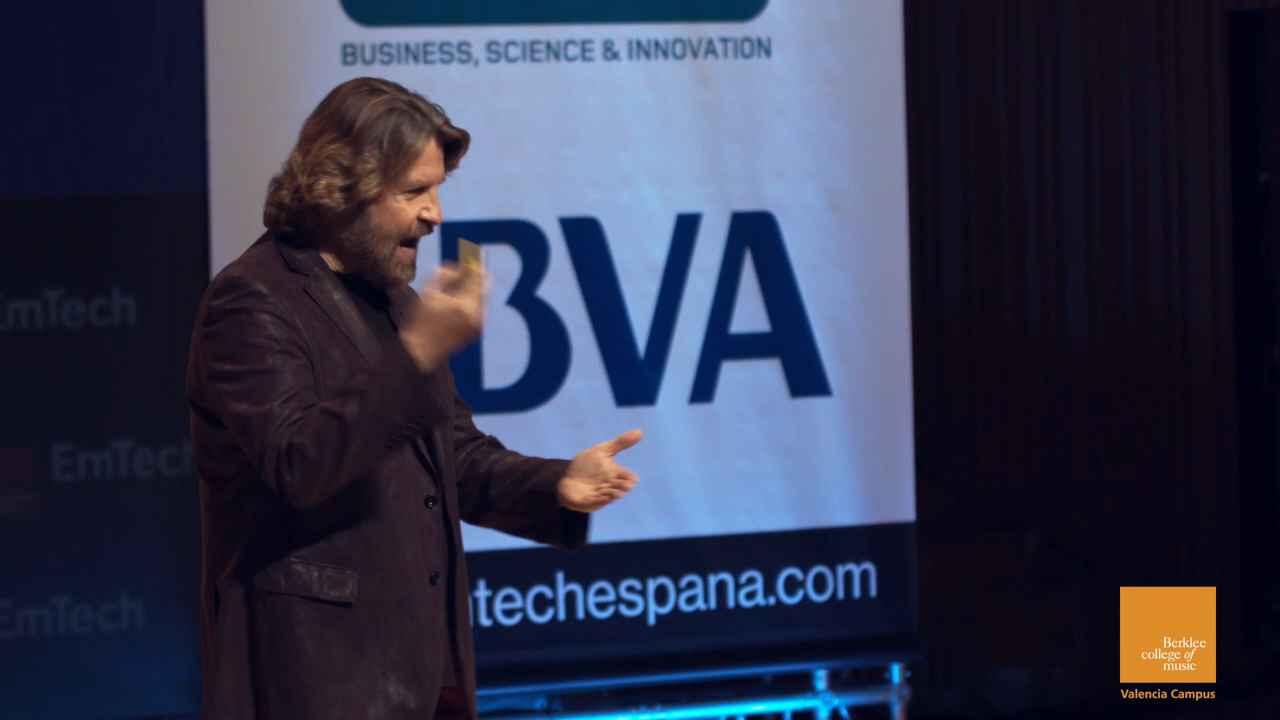 BUSINESS, SCIENCE & INNOVATION
BVA
EmTech
EmTech
EmTech
techespana.com
Berklee
college of
music
Valencia Campus